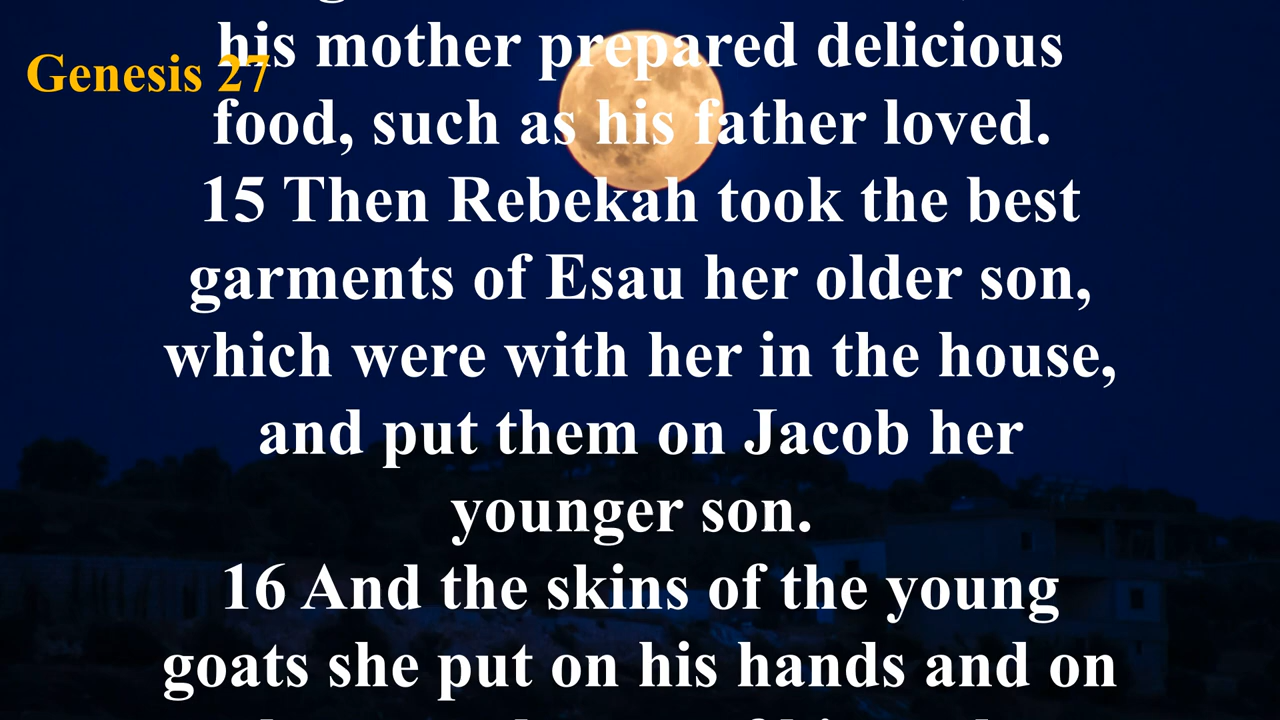 his mother prepared delicious
Genesis 27
food, such as his father loved.
15 Then Rebekah took the best
garments of Esau her older son,
which were with her in the house,
and put them on Jacob her
younger son.
16 And the skins of the young
goats she put on his hands and on